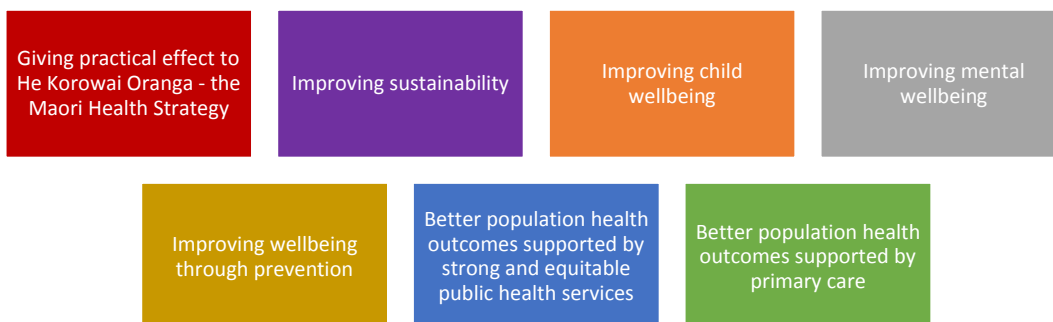 Giving practical effect to
He Korowai Oranga - the
Maori Health Strategy
Improving sustainability
Improving child
wellbeing
Improving mental
wellbeing
Improving wellbeing
through prevention
Better population health
outcomes supported by
strong and equitable
public health services
Better population health
outcomes supported by
primary care